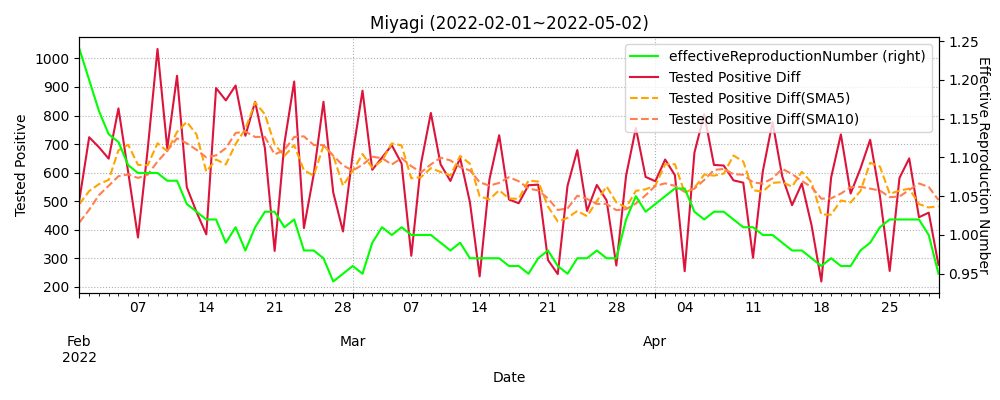 Miyagi (2022-02-01~2022-05-02)
effectiveReproductionNumber (right)
Tested Positive Diff
Tested Positive Diff(SMA5)
Tested Positive Diff(SMA10)
Tested Positive
1000
900
800
700
600
500
400
300
200
1.25
1.20
1.15
1.10
1.05
1.00
0.95
Effective Reproduction Number
07 14 21 28 07 14 21 28 04 11 18 25
Feb Mar Apr
2022
Date